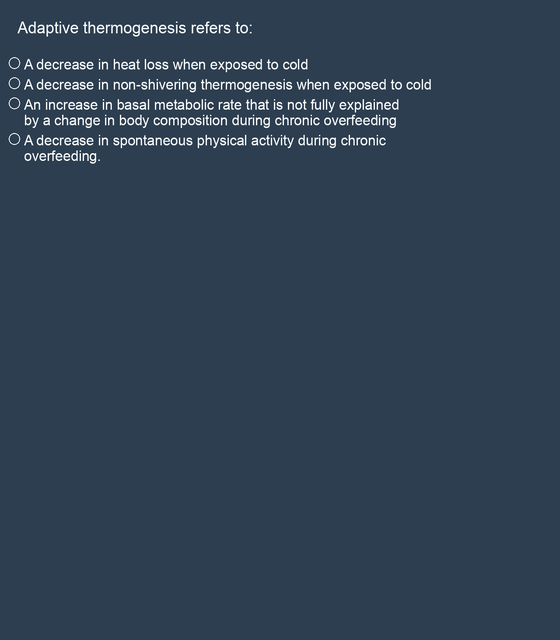 Adaptive thermogenesis refers to:
A decrease in heat loss when exposed to cold
A decrease in non-shivering thermogenesis when exposed to cold
An increase in basal metabolic rate that is not fully explained
by a change in body composition during chronic overfeeding
A decrease in spontaneous physical activity during chronic
overfeeding.